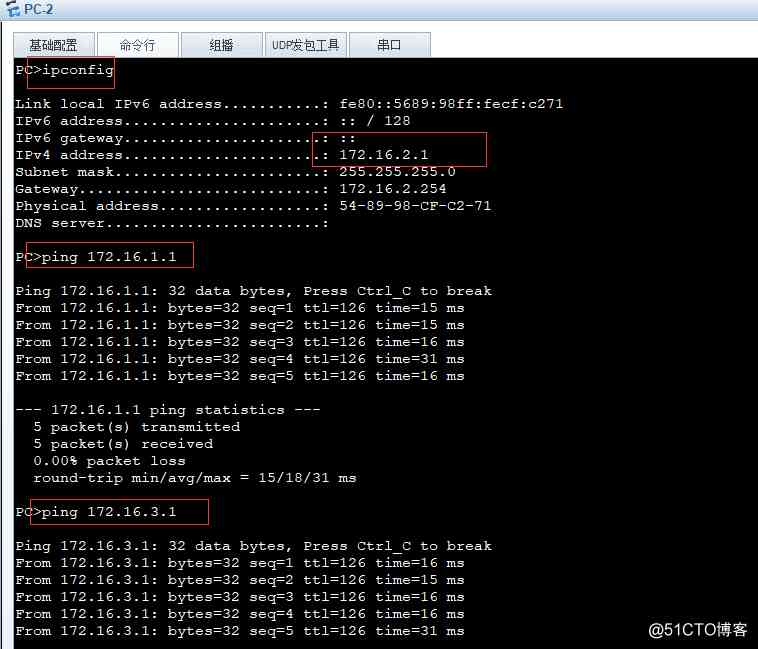 PC-2
基础配置 命令行 组播 UDP发包工具 串口
PC>ipconfig
Link local IPv6 address...........: fe80::5689:98ff:fecf:c271
IPv6 address......................: :: / 128
IPv6 gateway......................: ::
IPv4 address......................: 172.16.2.1
Subnet mask.......................: 255.255.255.0
Gateway...........................: 172.16.2.254
Physical address..................: 54-89-98-CF-C2-71
DNS server........................:
PC>ping 172.16.1.1
Ping 172.16.1.1: 32 data bytes, Press Ctrl_C to break
From 172.16.1.1: bytes=32 seq=1 ttl=126 time=15 ms
From 172.16.1.1: bytes=32 seq=2 ttl=126 time=15 ms
From 172.16.1.1: bytes=32 seq=3 ttl=126 time=16 ms
From 172.16.1.1: bytes=32 seq=4 ttl=126 time=31 ms
From 172.16.1.1: bytes=32 seq=5 ttl=126 time=16 ms
--- 172.16.1.1 ping statistics ---
5 packet(s) transmitted
5 packet(s) received
0.00% packet loss
round-trip min/avg/max = 15/18/31 ms
PC>ping 172.16.3.1
Ping 172.16.3.1: 32 data bytes, Press Ctrl_C to break
From 172.16.3.1: bytes=32 seq=1 ttl=126 time=16 ms
From 172.16.3.1: bytes=32 seq=2 ttl=126 time=15 ms
From 172.16.3.1: bytes=32 seq=3 ttl=126 time=16 ms
From 172.16.3.1: bytes=32 seq=4 ttl=126 time=16 ms
From 172.16.3.1: bytes=32 seq=5 ttl=126 time=31 ms
@51CTO博客